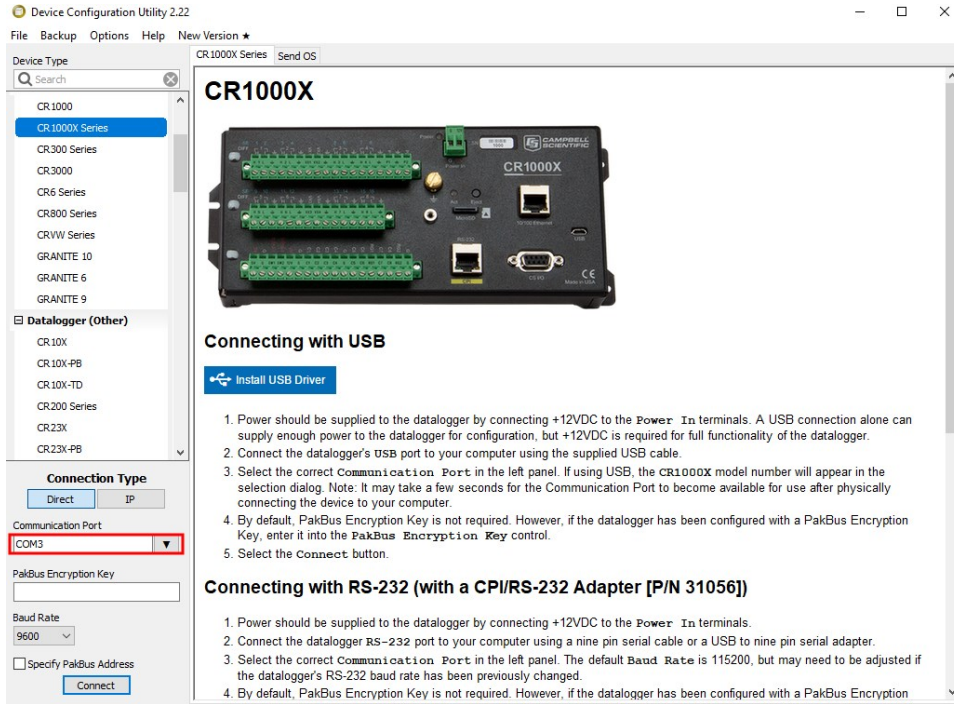 Device Configuration Utility 2.22
File Backup Options Help New Version ★
Device Type
Search
CR1000
CR1000X Series
CR300 Series
CR3000
CR6 Series
CR800 Series
CRVW Series
GRANITE 10
GRANITE 6
GRANITE 9
Datalogger (Other)
CR10X
CR10X-PB
CR10X-TD
CR200 Series
CR23X
CR23X-PB
Connection Type
Direct IP
Communication Port
COM3
PakBus Encryption Key
Baud Rate
9600
Specify PakBus Address
Connect
CR1000X Series Send OS
CR1000X
CAMPBELL
SCIENTIFIC
CR1000X
Connecting with USB
Install USB Driver
1. Power should be supplied to the datalogger by connecting +12VDC to the Power In terminals. A USB connection alone can
supply enough power to the datalogger for configuration, but +12VDC is required for full functionality of the datalogger.
2. Connect the datalogger's USB port to your computer using the supplied USB cable.
3. Select the correct Communication Port in the left panel. If using USB, the CR1000X model number will appear in the
selection dialog. Note: It may take a few seconds for the Communication Port to become available for use after physically
connecting the device to your computer.
4. By default, PakBus Encryption Key is not required. However, if the datalogger has been configured with a PakBus Encryption
Key, enter it into the PakBus Encryption Key control.
5. Select the Connect button.
Connecting with RS-232 (with a CPI/RS-232 Adapter [P/N 31056])
1. Power should be supplied to the datalogger by connecting +12VDC to the Power In terminals.
2. Connect the datalogger RS-232 port to your computer using a nine pin serial cable or a USB to nine pin serial adapter.
3. Select the correct Communication Port in the left panel. The default Baud Rate is 115200, but may need to be adjusted if
the datalogger's RS-232 baud rate has been previously changed.
4. By default, PakBus Encryption Key is not required. However, if the datalogger has been configured with a PakBus Encryption